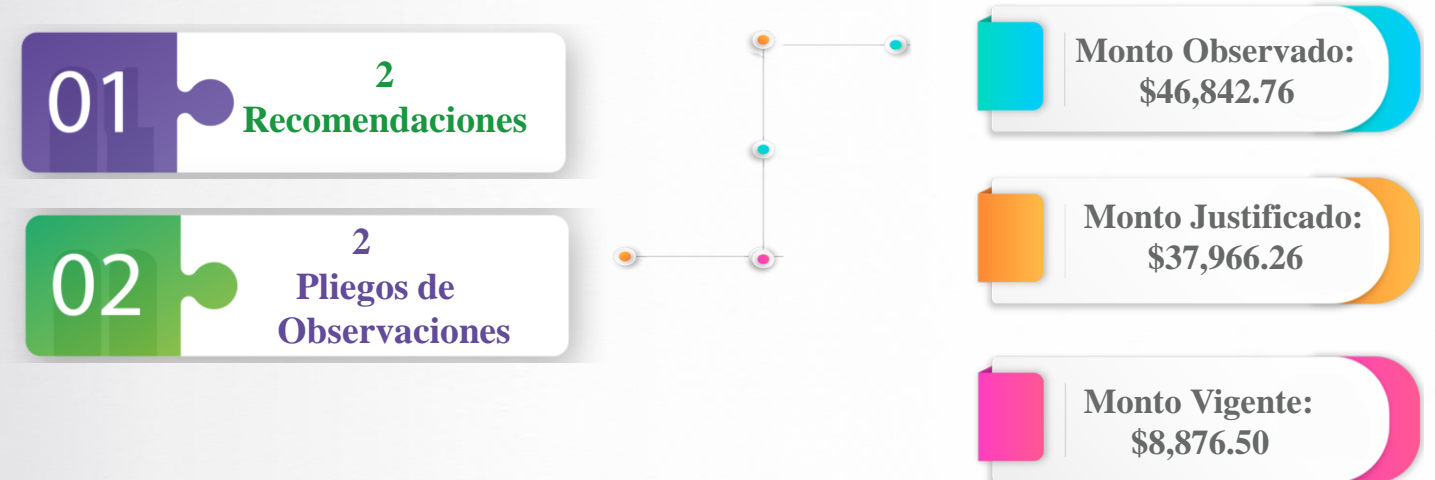 01
2
Recomendaciones
02
2
Pliegos de
Observaciones
Monto Observado:
$46,842.76
Monto Justificado:
$37,966.26
Monto Vigente:
$8,876.50